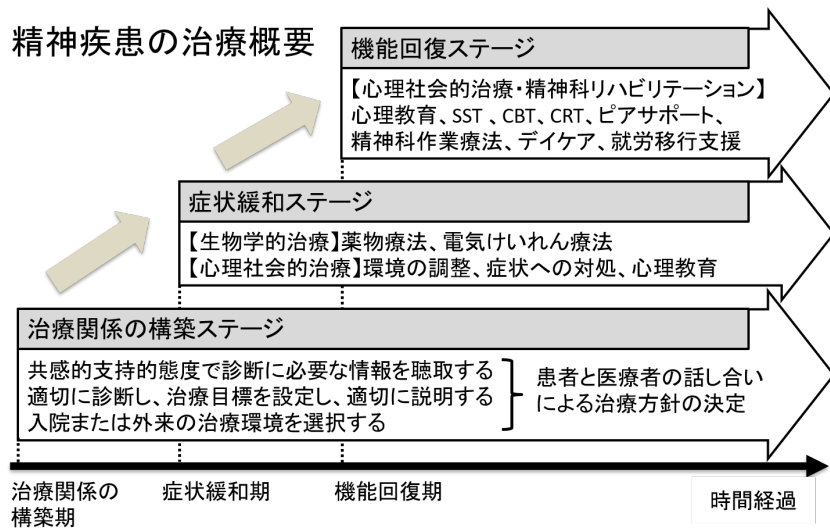 精神疾患の治療概要
機能回復ステージ
【心理社会的治療・精神科リハビリテーション】
心理教育、SST 、CBT、CRT、ピアサポート、
精神科作業療法、デイケア、就労移行支援
症状緩和ステージ
【生物学的治療】薬物療法、電気けいれん療法
【心理社会的治療】環境の調整、症状への対処、心理教育
治療関係の構築ステージ
共感的支持的態度で診断に必要な情報を聴取する
適切に診断し、治療目標を設定し、適切に説明する
入院または外来の治療環境を選択する
患者と医療者の話し合い
による治療方針の決定
治療関係の
構築期
症状緩和期
機能回復期
時間経過